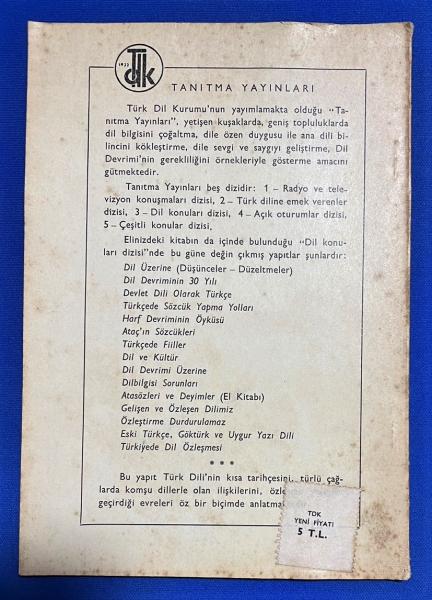 1932
TDK
TANITMA YAYINLARI
Türk Dil Kurumu'nun yayımlamakta olduğu "Ta-
nıtma Yayınları", yetişen kuşaklarda, geniş topluluklarda
dil bilgisini çoğaltma, dile özen duygusu ile ana dili bi-
lincini kökleştirme, dile sevgi ve saygıyı geliştirme, Dil
Devrimi'nin gerekliliğini örnekleriyle gösterme amacını
gütmektedir.
Tanıtma Yayınları beş dizidir: 1 – Radyo ve tele-
vizyon konuşmaları dizisi, 2 – Türk diline emek verenler
dizisi, 3 – Dil konuları dizisi, 4 – Açık oturumlar dizisi,
5 – Çeşitli konular dizisi.
Elinizdeki kitabın da içinde bulunduğu "Dil konu-
ları dizisi"nde bu güne değin çıkmış yapıtlar şunlardır:
Dil Üzerine (Düşünceler – Düzeltmeler)
Dil Devriminin 30 Yılı
Devlet Dili Olarak Türkçe
Türkçede Sözcük Yapma Yolları
Harf Devriminin Öyküsü
Ataç'ın Sözcükleri
Türkçede Fiiller
Dil ve Kültür
Dil Devrimi Üzerine
Dilbilgisi Sorunları
Atasözleri ve Deyimler (El Kitabı)
Gelişen ve Özleşen Dilimiz
Özleştirme Durdurulamaz
Eski Türkçe, Göktürk ve Uygur Yazı Dili
Türkiyede Dil Özleşmesi
* * *
Bu yapıt Türk Dili'nin kısa tarihçesini, türlü çağ-
larda komşu dillerle olan ilişkilerini, özle
geçirdiği evreleri öz bir biçimde anlatma
TDK
YENİ FİYATI
5 T.L.